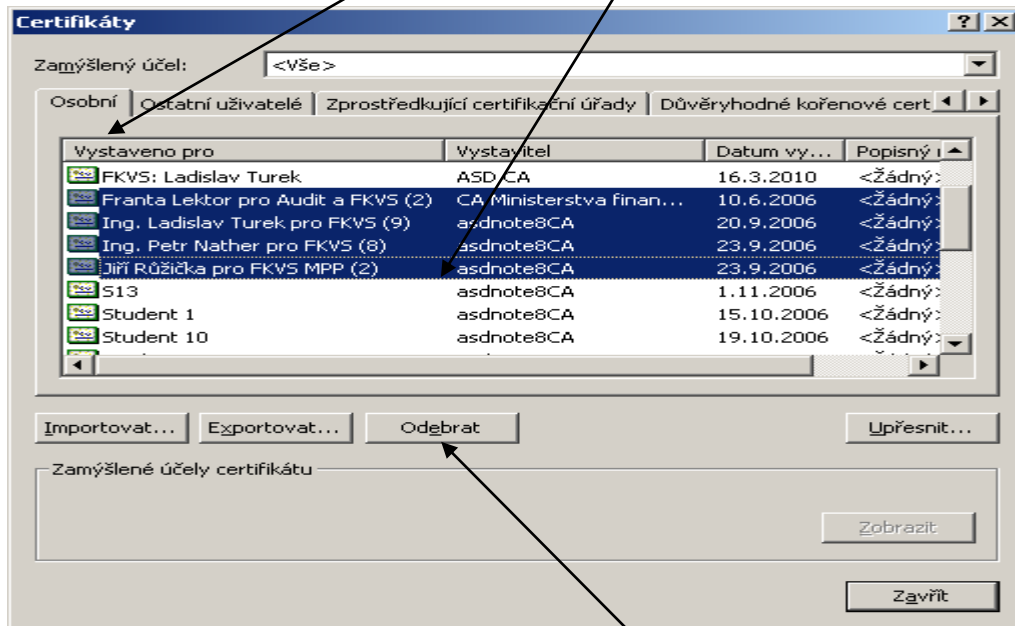 Certifikáty
Zamýšlený účel: <Vše>
Osobní Ostatní uživatelé Zprostředkující certifikační úřady Důvěryhodné kořenové cert
Vystaveno pro Vystavitel Datum vy... Popisný
FKVS: Ladislav Turek ASD CA 16.3.2010 <Žádný>
Franta Lektor pro Audit a FKVS (2) CA Ministerstva finan... 10.6.2006 <Žádný>
Ing. Ladislav Turek pro FKVS (9) asdnote8CA 20.9.2006 <Žádný>
Ing. Petr Nather pro FKVS (8) asdnote8CA 23.9.2006 <Žádný>
Jiří Růžička pro FKVS MPP (2) asdnote8CA 23.9.2006 <Žádný>
S13 asdnote8CA 1.11.2006 <Žádný>
Student 1 asdnote8CA 15.10.2006 <Žádný>
Student 10 asdnote8CA 19.10.2006 <Žádný>
Importovat... Exportovat... Odebrat Upřesnit...
Zamýšlené účely certifikátu
Zobrazit
Zavřít